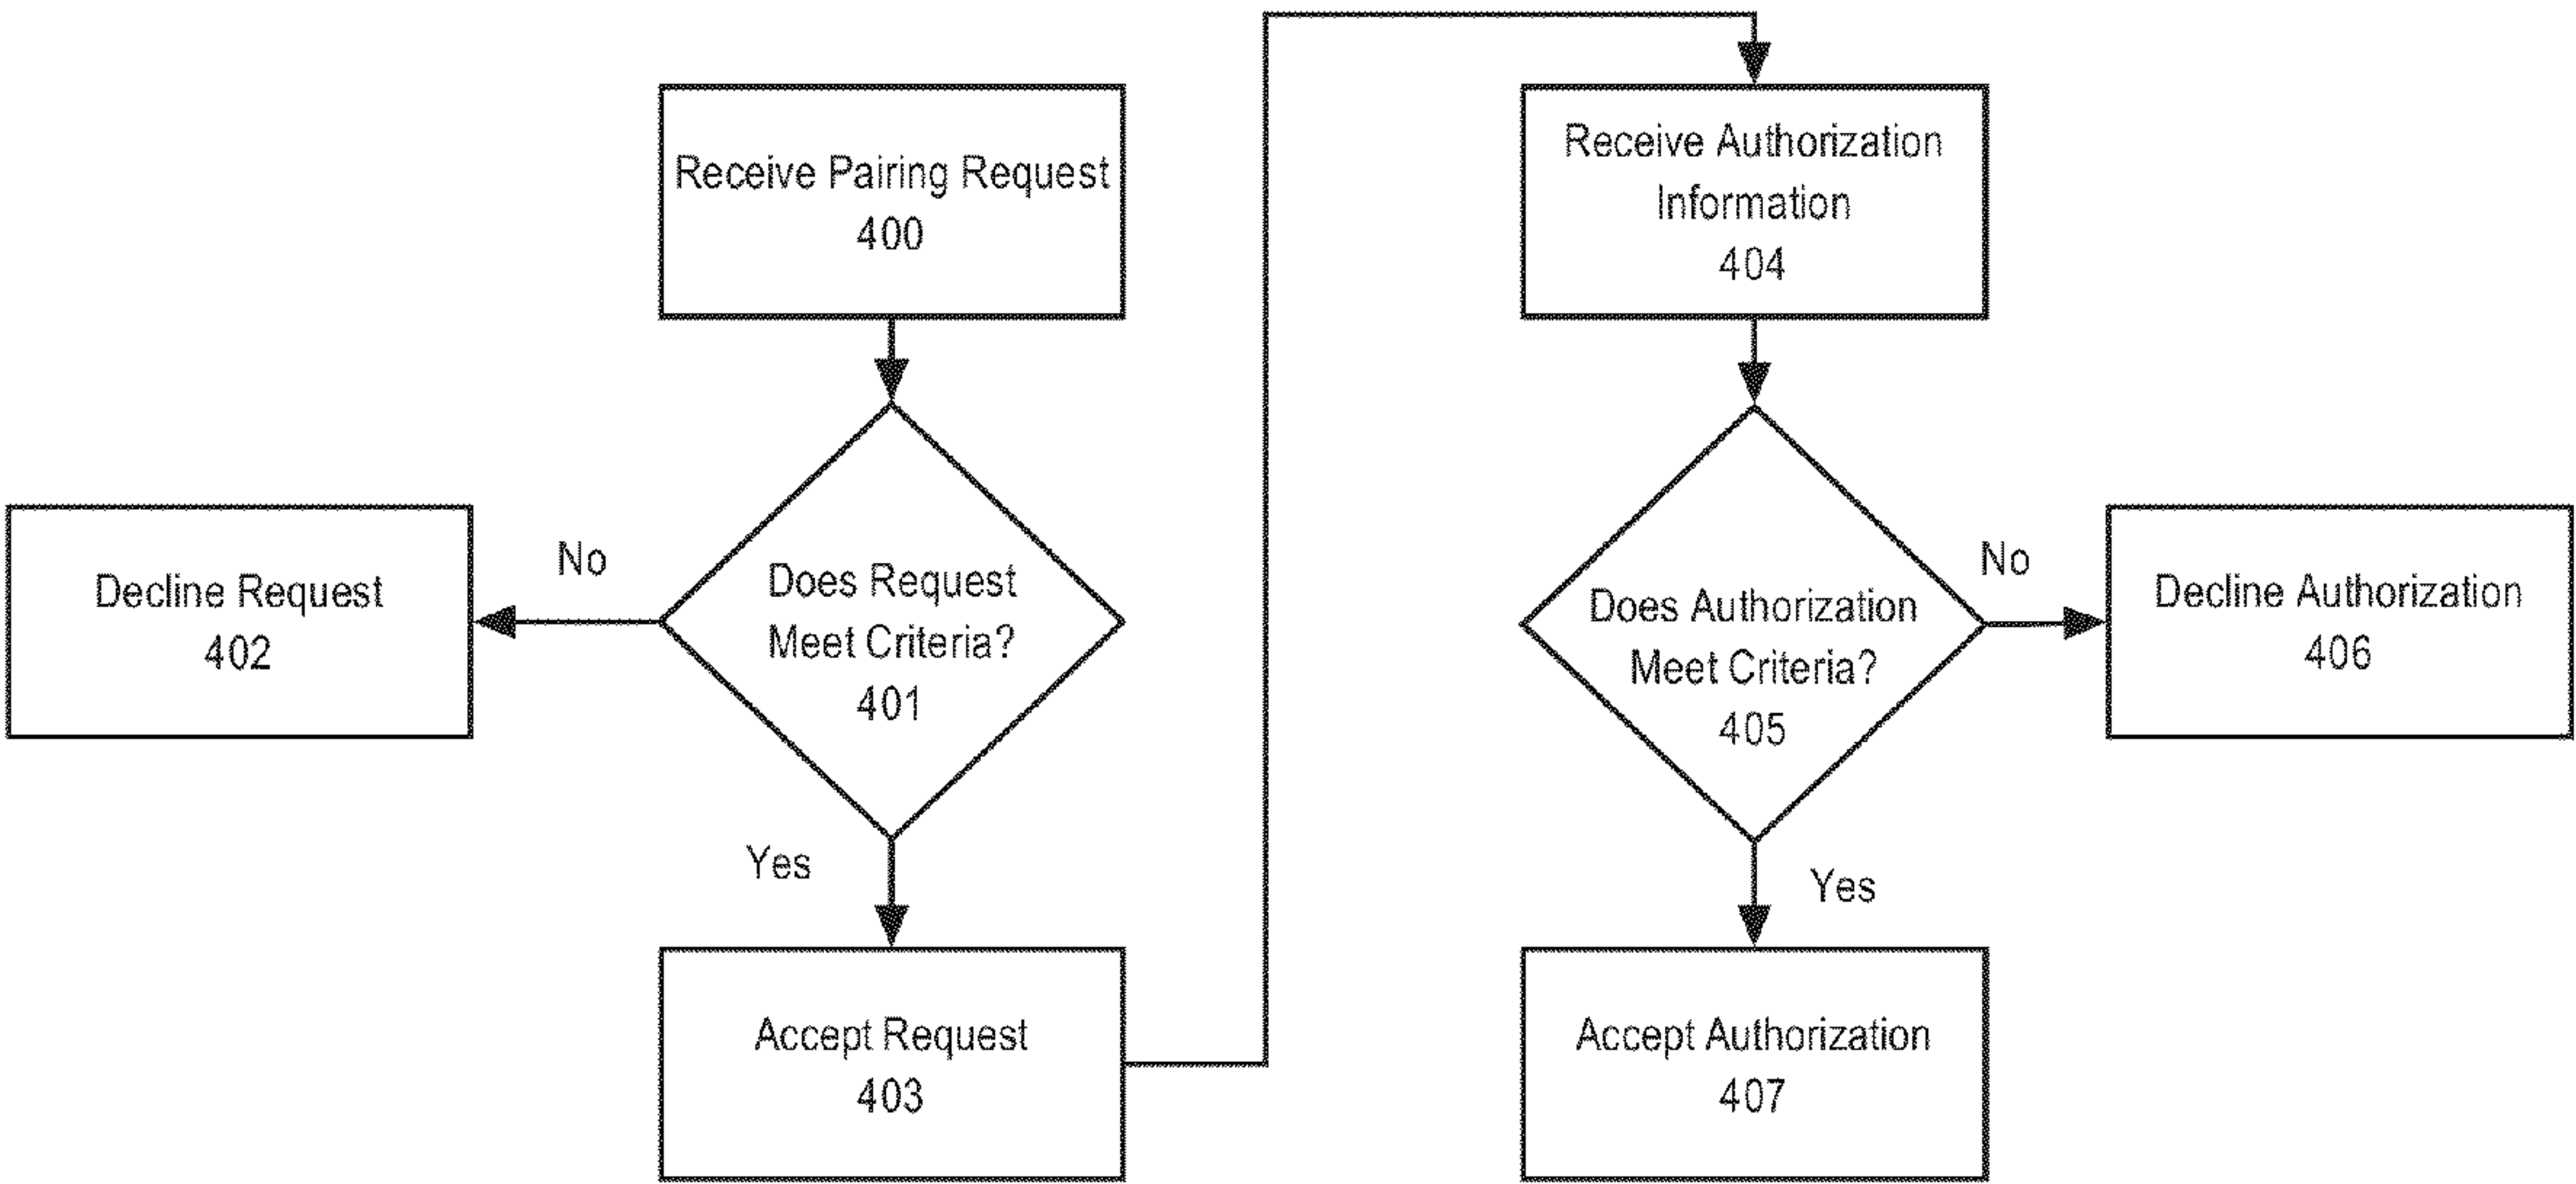 Receive Pairing Request
400
Does Request
Meet Criteria?
401
No
Decline Request
402
Yes
Accept Request
403
Receive Authorization
Information
404
Does Authorization
Meet Criteria?
405
No
Decline Authorization
406
Yes
Accept Authorization
407